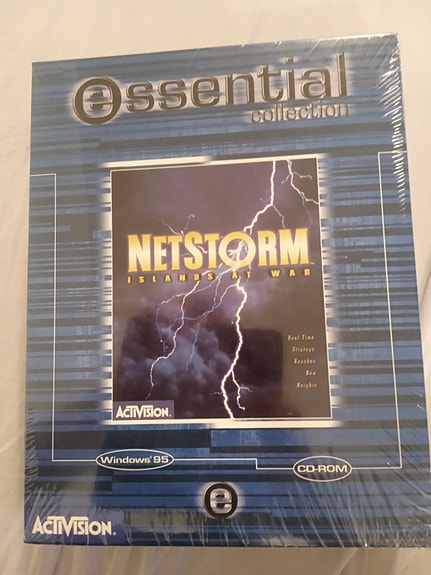 essential
collection
NETSTORM
ISLANDS AT WAR
Real-Time
Strategy
Reaches
New
Heights
ACTIVISION.
Windows®95
CD-ROM
e
ACTIVISION.